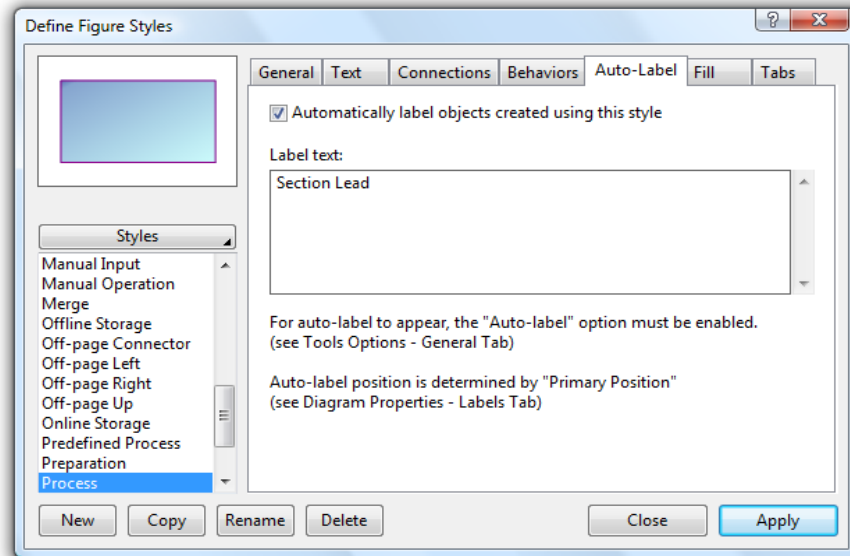 Define Figure Styles
?
General Text Connections Behaviors Auto-Label Fill Tabs
Automatically label objects created using this style
Label text:
Section Lead
Styles
Manual Input
Manual Operation
Merge
Offline Storage
Off-page Connector
Off-page Left
Off-page Right
Off-page Up
Online Storage
Predefined Process
Preparation
Process
For auto-label to appear, the "Auto-label" option must be enabled.
(see Tools Options - General Tab)
Auto-label position is determined by "Primary Position"
(see Diagram Properties - Labels Tab)
New Copy Rename Delete Close Apply